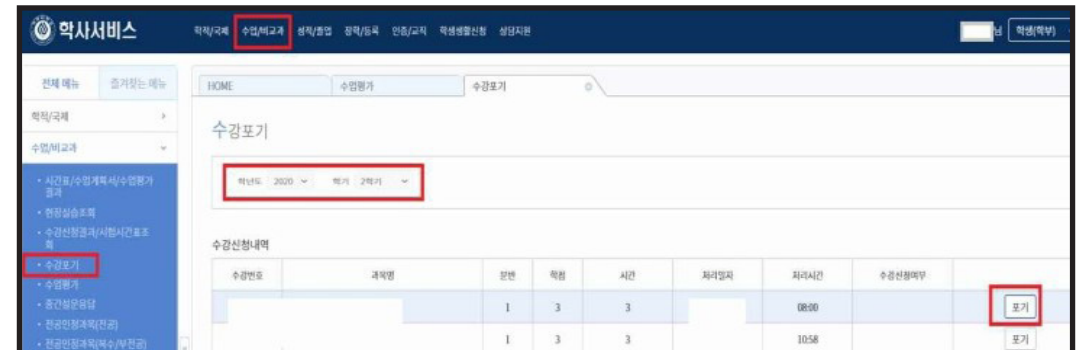 학사서비스
학적/국제 수업/비교과 성적/졸업 장학/등록 인증/교직 학생생활신청 상담지원
님 학생(학부)
전체 메뉴 즐겨찾는 메뉴
HOME 수업평가 수강포기
학적/국제
수강포기
수업/비교과
학년도 2020 학기 2학기
• 시간표/수업계획서/수업평가
결과
• 현장실습조회
• 수강신청결과/시험시간표조
회
• 수강포기
• 수업평가
• 중간설문응답
• 전공인정과목(전공)
• 전공인정과목(복수/부전공)
수강신청내역
수강번호 과목명 분반 학점 시간 처리일자 처리시간 수강신청여부
1 3 3 08:00 포기
1 3 3 10:58 포기